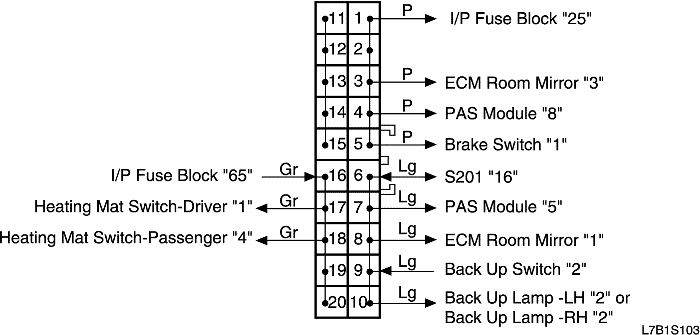 11 1 P I/P Fuse Block "25"
12 2
13 3 P ECM Room Mirror "3"
14 4 P PAS Module "8"
15 5 P Brake Switch "1"
I/P Fuse Block "65" Gr 16 6 Lg S201 "16"
Heating Mat Switch-Driver "1" Gr 17 7 Lg PAS Module "5"
Heating Mat Switch-Passenger "4" Gr 18 8 Lg ECM Room Mirror "1"
19 9 Lg Back Up Switch "2"
20 10 Lg Back Up Lamp -LH "2" or
Back Up Lamp -RH "2"
L7B1S103